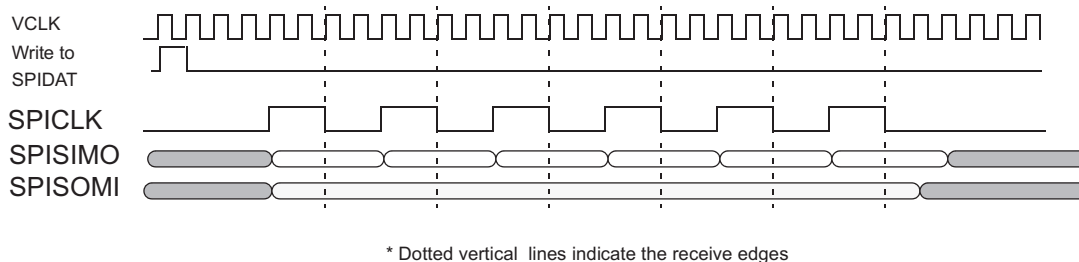 VCLK
Write to
SPIDAT
SPICLK
SPISIMO
SPISOMI
* Dotted vertical lines indicate the receive edges